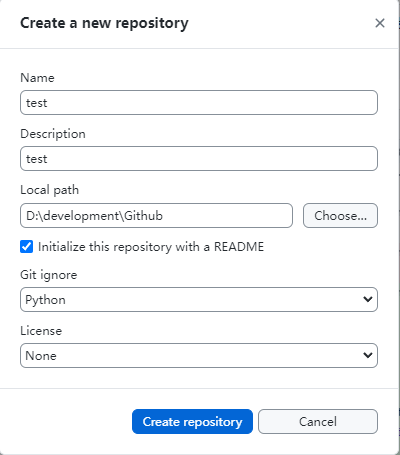 Create a new repository
Name
test
Description
test
Local path
D:\development\Github
Choose...
Initialize this repository with a README
Git ignore
Python
License
None
Create repository
Cancel